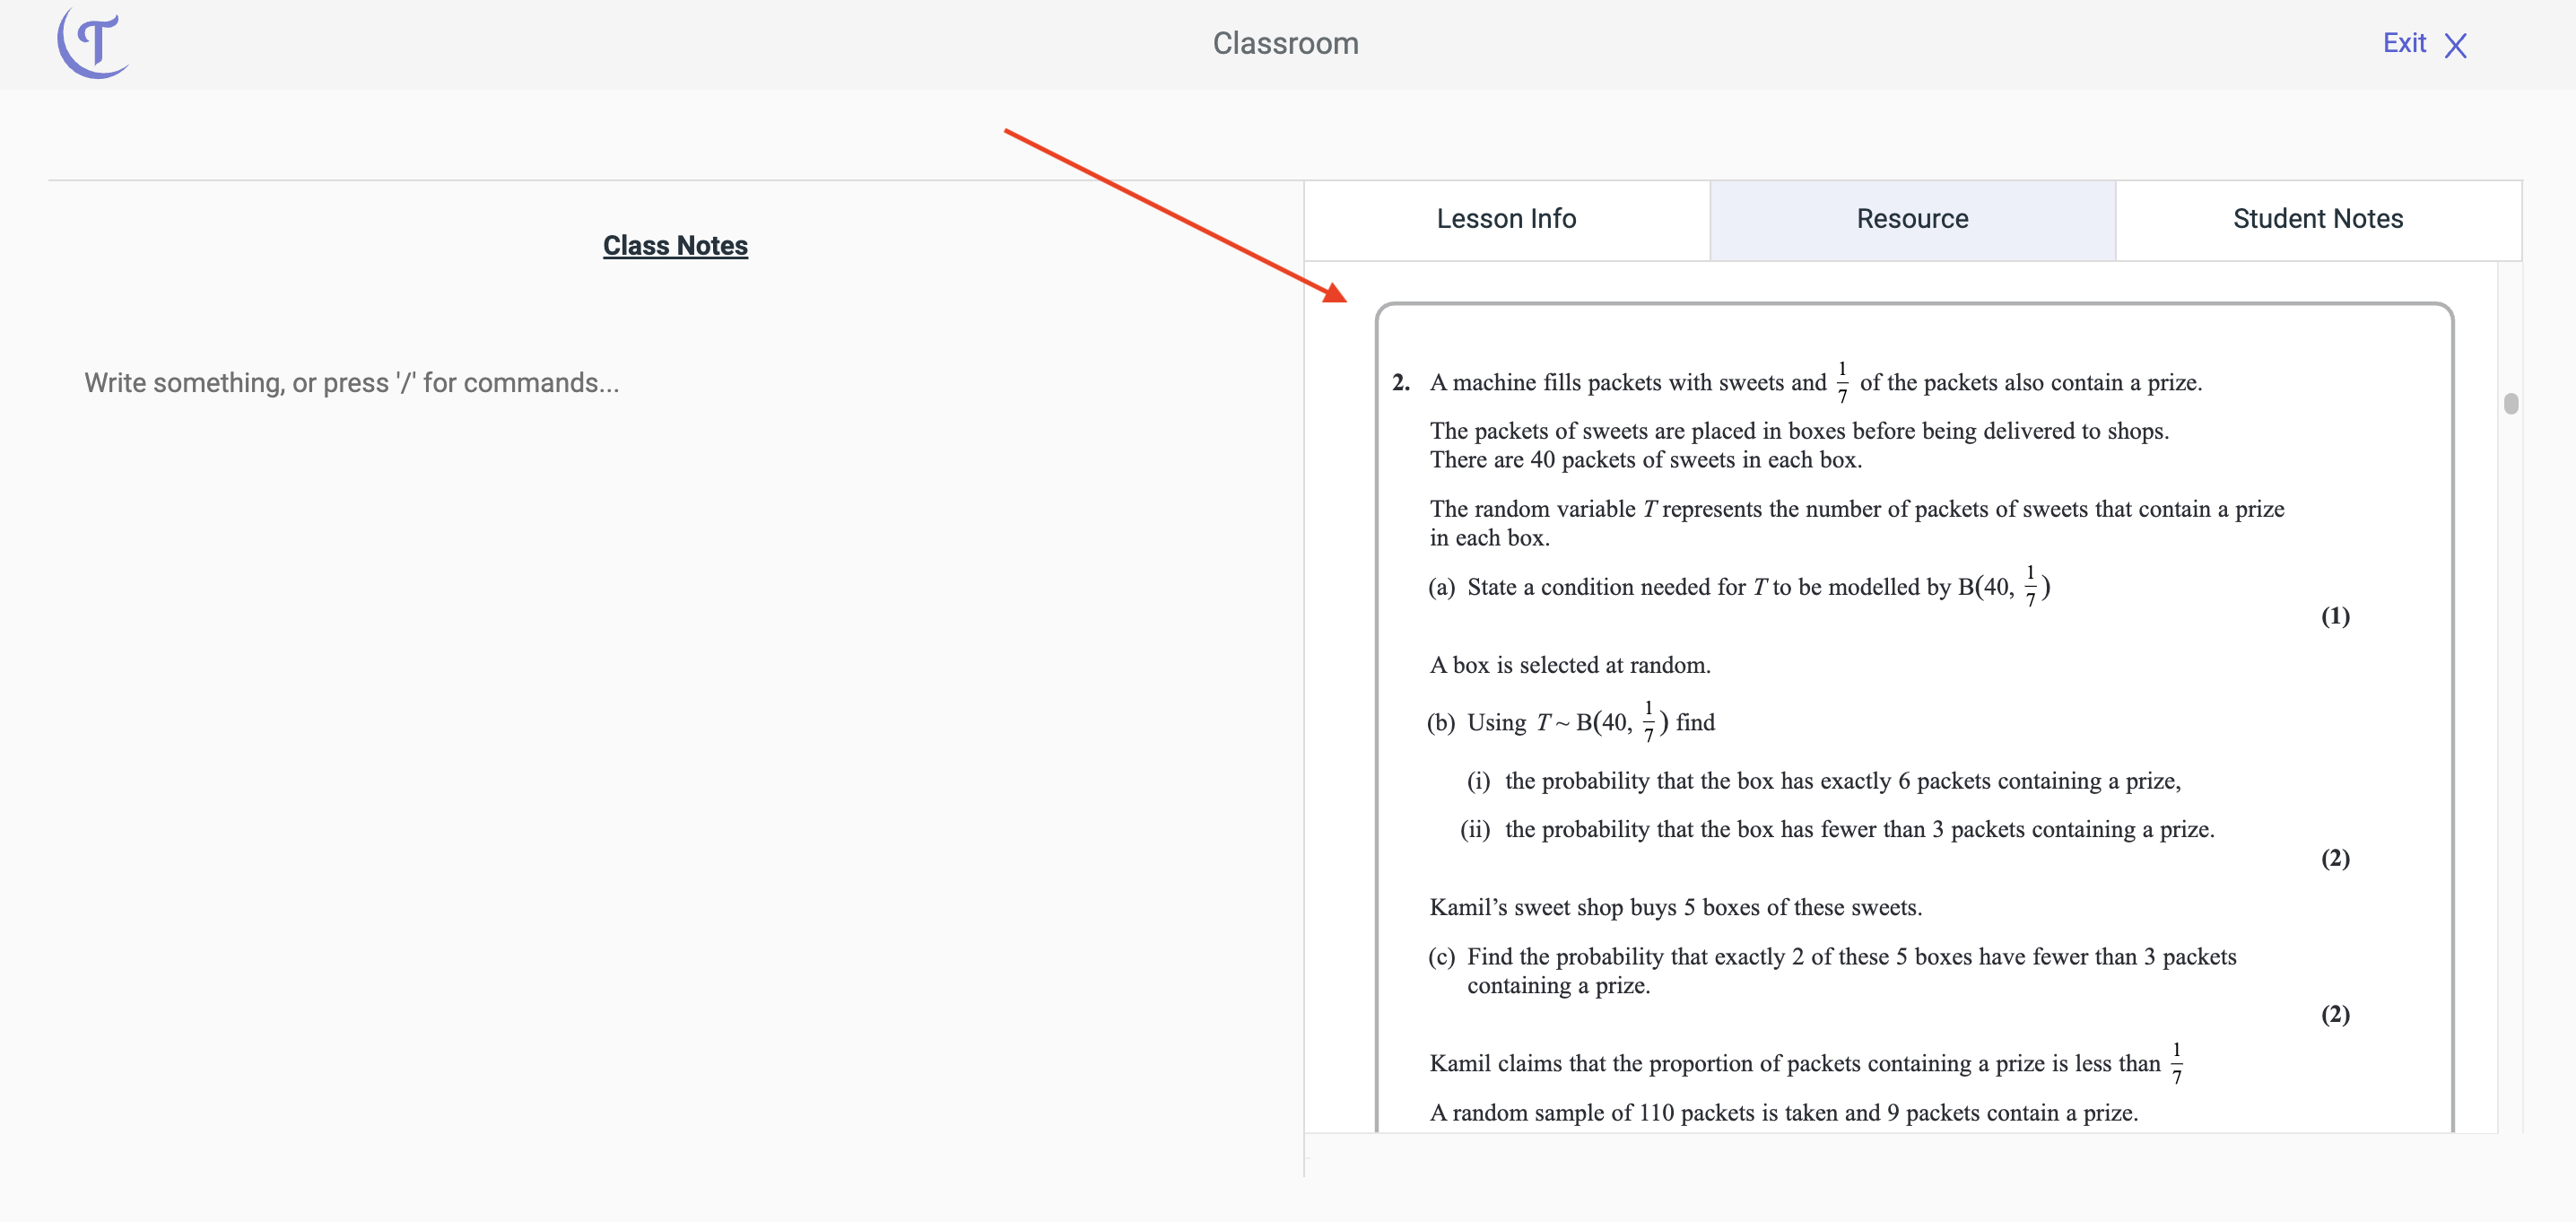 Classroom
Exit
Class Notes
Write something, or press '/' for commands...
Lesson Info
Resource
Student Notes
2. A machine fills packets with sweets and 1/7 of the packets also contain a prize.
The packets of sweets are placed in boxes before being delivered to shops.
There are 40 packets of sweets in each box.
The random variable T represents the number of packets of sweets that contain a prize
in each box.
(a) State a condition needed for T to be modelled by B(40, 1/7)
(1)
A box is selected at random.
(b) Using T ~ B(40, 1/7) find
(i) the probability that the box has exactly 6 packets containing a prize,
(ii) the probability that the box has fewer than 3 packets containing a prize.
(2)
Kamil’s sweet shop buys 5 boxes of these sweets.
(c) Find the probability that exactly 2 of these 5 boxes have fewer than 3 packets
containing a prize.
(2)
Kamil claims that the proportion of packets containing a prize is less than 1/7
A random sample of 110 packets is taken and 9 packets contain a prize.